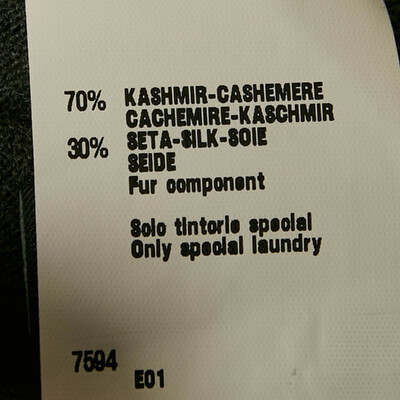 70% KASHMIR-CASHEMERE
CACHEMIRE-KASCHMIR
30% SETA-SILK-SOIE
SEIDE
Fur component
Solo tintorie special
Only special laundry
7594
E01